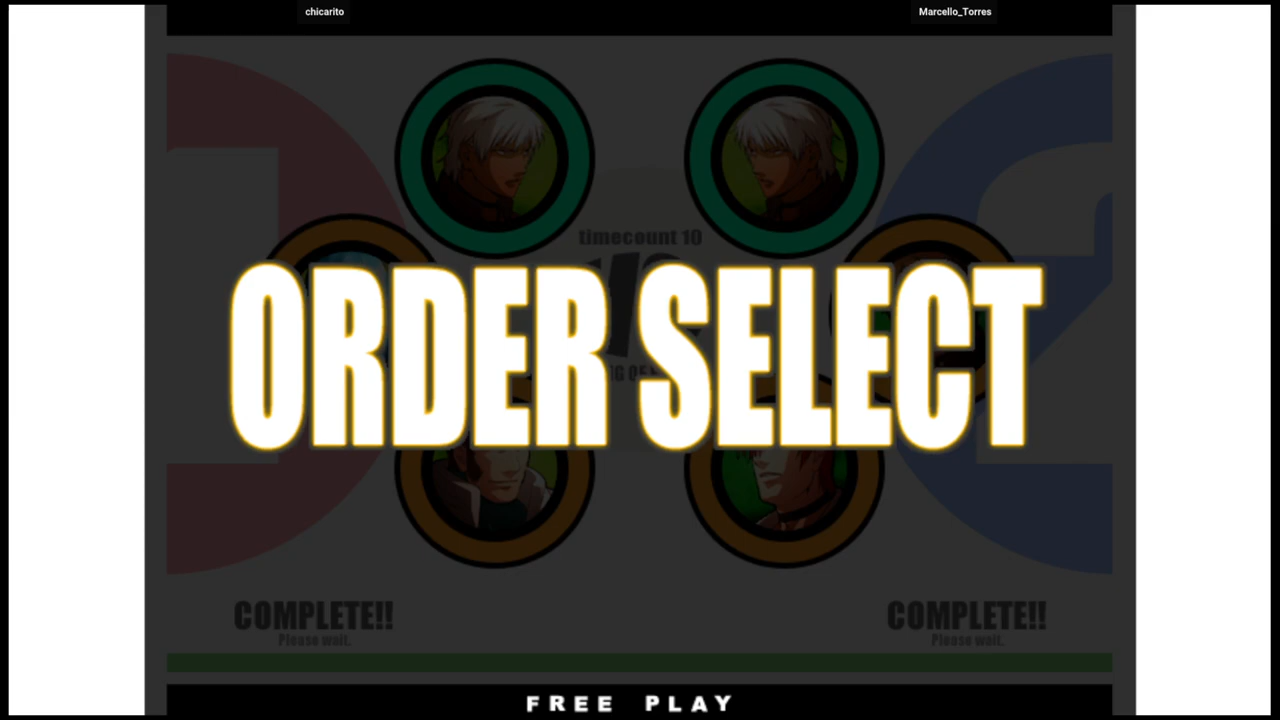 chicarito
Marcello_Torres
timecount 10
ORDER SELECT
COMPLETE!!
Please wait.
COMPLETE!!
Please wait.
FREE PLAY